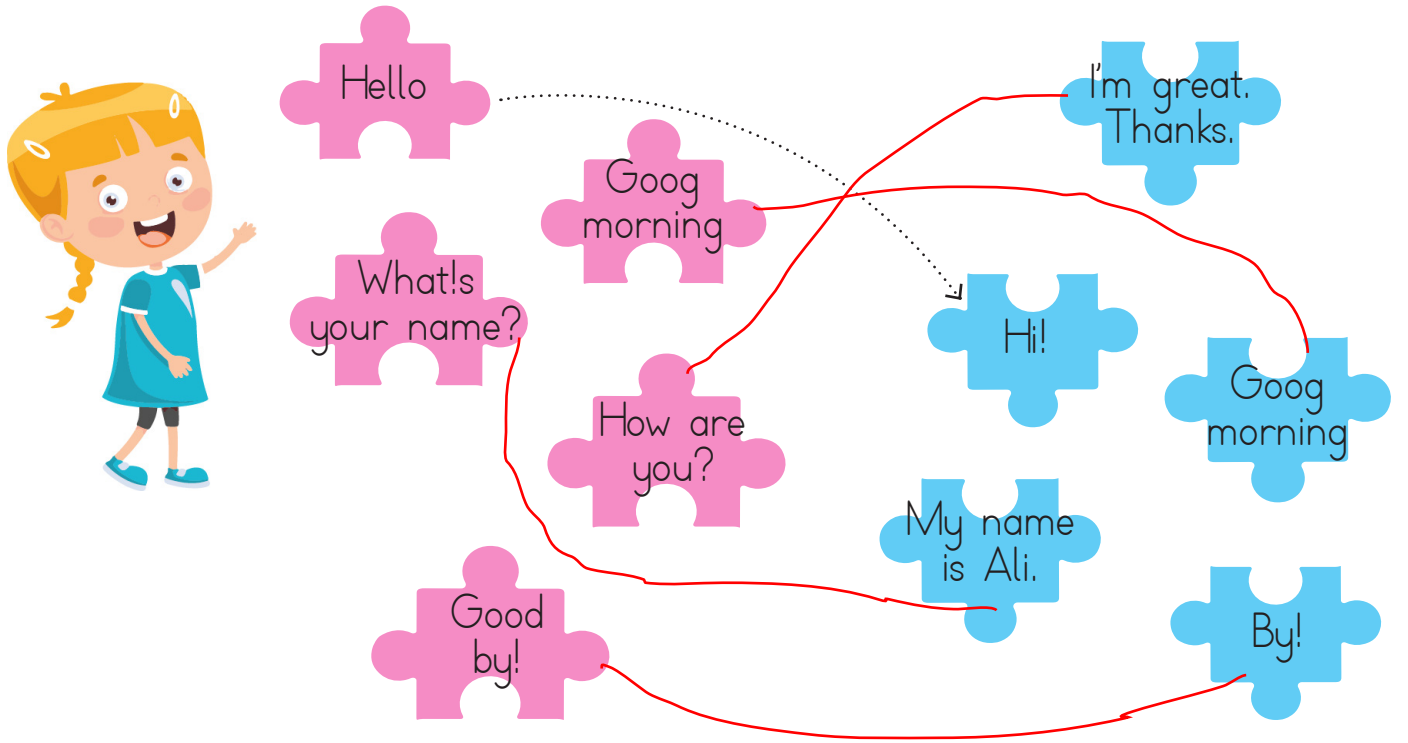 Hello
I'm great.
Thanks.
Goog
morning
What!s
your name?
Hi!
How are
you?
Goog
morning
My name
is Ali.
Good
by!
By!